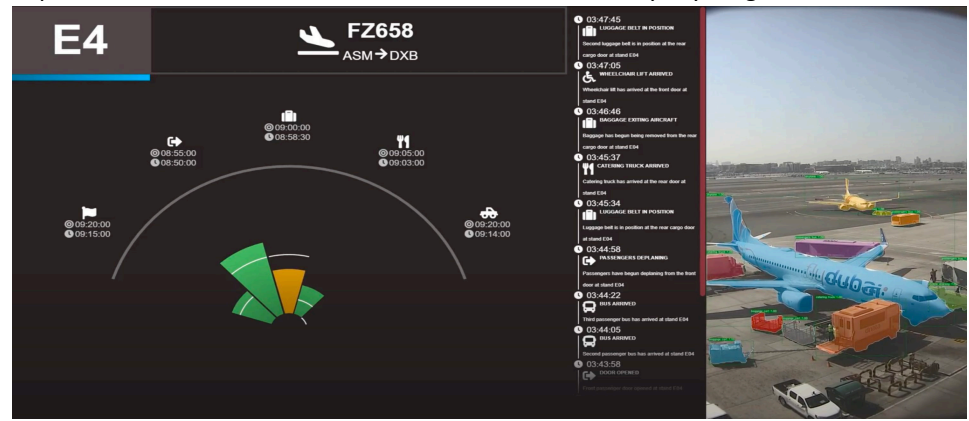 E4
FZ658
ASM→DXB
09:00:00
08:58:30
08:55:00
08:50:00
09:05:00
09:03:00
09:20:00
09:15:00
09:20:00
09:14:00
03:47:45
LUGGAGE BELT IN POSITION
Second luggage belt is in position at the rear
cargo door at stand E04
03:47:05
WHEELCHAIR LIFT ARRIVED
Wheelchair lift has arrived at the front door at
stand E04
03:46:46
BAGGAGE EXITING AIRCRAFT
Baggage has begun being removed from the rear
cargo door at stand E04
03:45:37
CATERING TRUCK ARRIVED
Catering truck has arrived at the rear door at
stand E04
03:45:34
LUGGAGE BELT IN POSITION
Luggage belt is in position at the rear cargo door
at stand E04
03:44:58
PASSENGERS DEPLANING
Passengers have begun deplaning from the front
door at stand E04
03:44:22
BUS ARRIVED
Third passenger bus has arrived at stand E04
03:44:05
BUS ARRIVED
Second passenger bus has arrived at stand E04
03:43:58
DOOR OPENED
Front passenger door opened at stand E04
dubai